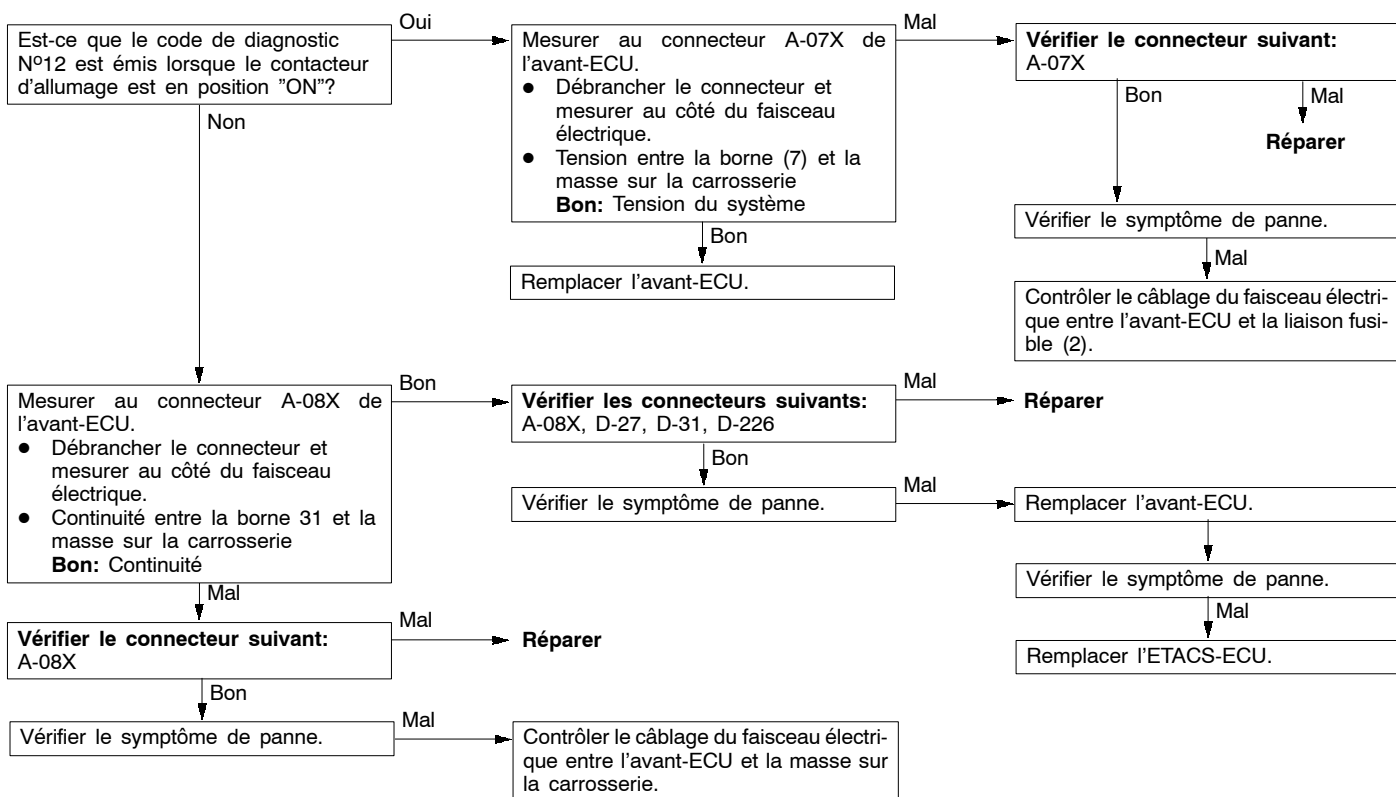 Est-ce que le code de diagnostic
Nº12 est émis lorsque le contacteur
d'allumage est en position "ON"?
Oui
Non
Mesurer au connecteur A-07X de
l'avant-ECU.
● Débrancher le connecteur et
mesurer au côté du faisceau
électrique.
● Tension entre la borne (7) et la
masse sur la carrosserie
Bon: Tension du système
Mal
Bon
Remplacer l'avant-ECU.
Vérifier le connecteur suivant:
A-07X
Bon
Mal
Réparer
Vérifier le symptôme de panne.
Mal
Contrôler le câblage du faisceau électri-
que entre l'avant-ECU et la liaison fusi-
ble (2).
Mesurer au connecteur A-08X de
l'avant-ECU.
● Débrancher le connecteur et
mesurer au côté du faisceau
électrique.
● Continuité entre la borne 31 et la
masse sur la carrosserie
Bon: Continuité
Bon
Mal
Vérifier les connecteurs suivants:
A-08X, D-27, D-31, D-226
Mal
Réparer
Bon
Vérifier le symptôme de panne.
Mal
Remplacer l'avant-ECU.
Vérifier le symptôme de panne.
Mal
Remplacer l'ETACS-ECU.
Vérifier le connecteur suivant:
A-08X
Mal
Réparer
Bon
Vérifier le symptôme de panne.
Mal
Contrôler le câblage du faisceau électri-
que entre l'avant-ECU et la masse sur
la carrosserie.